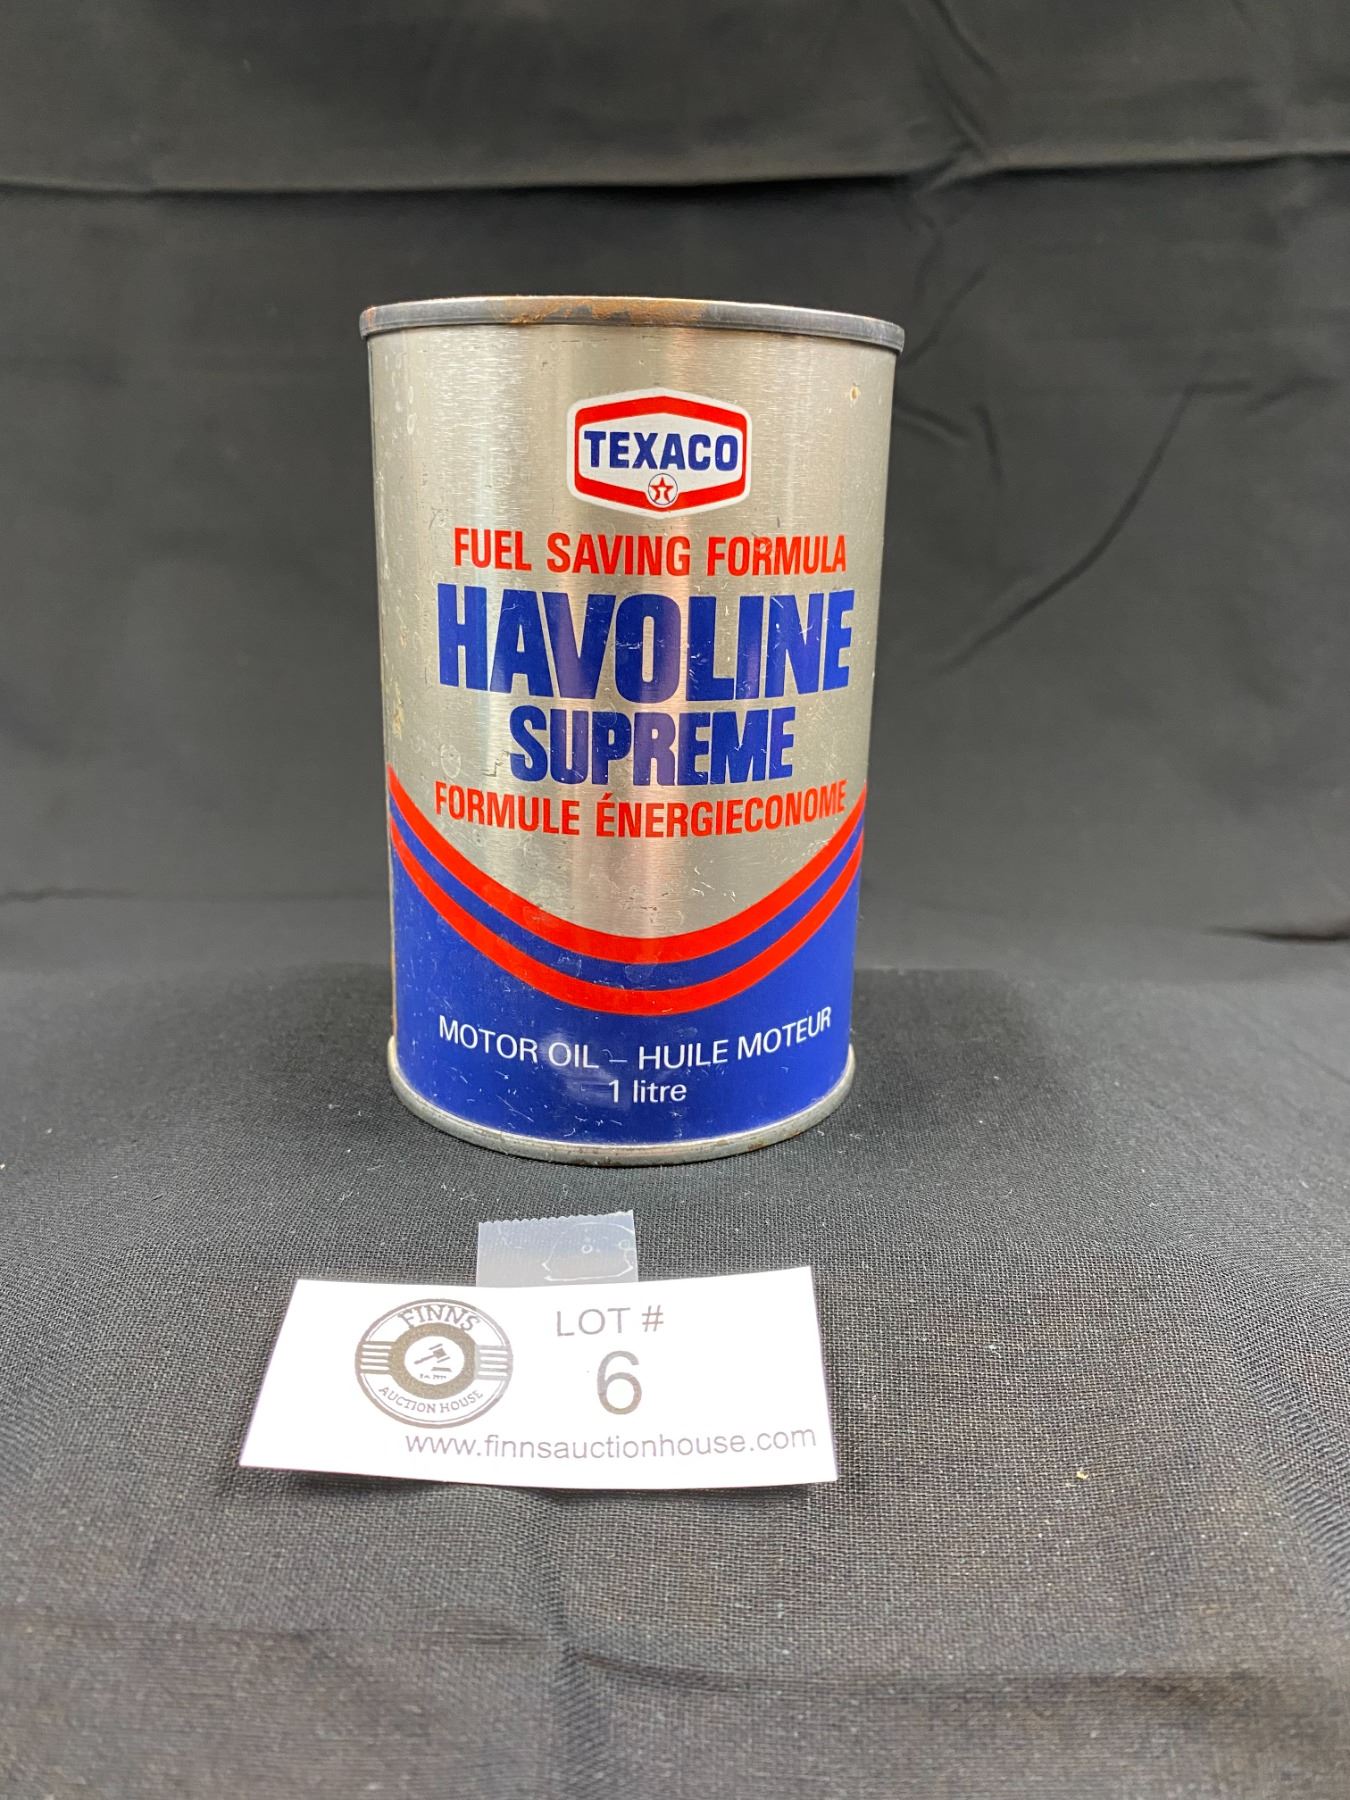 TEXACO
T
FUEL SAVING FORMULA
HAVOLINE
SUPREME
FORMULE ÉNERGIECONOME
MOTOR OIL – HUILE MOTEUR
1 litre
FINNS
AUCTION HOUSE
LOT #
6
www.finnsauctionhouse.com